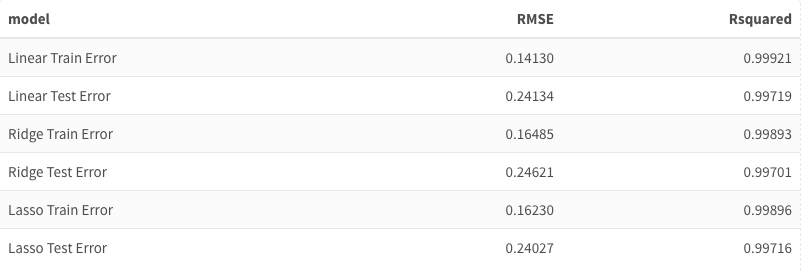 model RMSE Rsquared
Linear Train Error 0.14130 0.99921
Linear Test Error 0.24134 0.99719
Ridge Train Error 0.16485 0.99893
Ridge Test Error 0.24621 0.99701
Lasso Train Error 0.16230 0.99896
Lasso Test Error 0.24027 0.99716